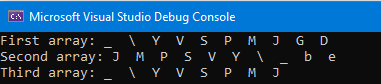 Microsoft Visual Studio Debug Console
First array: _ \ Y V S P M J G D
Second array: J M P S V Y \ _ b e
Third array: _ \ Y V S P M J